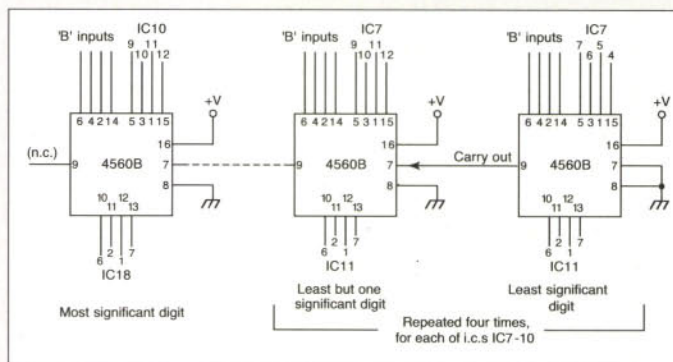 'B' inputs IC10
9 11
10 12
6 4 2 14 5 3 1 15
+V
16
(n.c.) 9 4560B 7
8
10 12
11 13
2 7
6 1
IC18
Most significant digit
'B' inputs IC7
9 11
10 12
6 4 2 14 5 3 1 15
+V
16
9 4560B 7
8
10 12
11 13
2 7
6 1
IC11
Least but one
significant digit
Carry out
'B' inputs IC7
7 5
6 4
6 4 2 14 5 3 1 15
+V
16
9 4560B 7
8
10 12
11 13
2 7
6 1
IC11
Least significant
digit
Repeated four times,
for each of i.c.s IC7-10